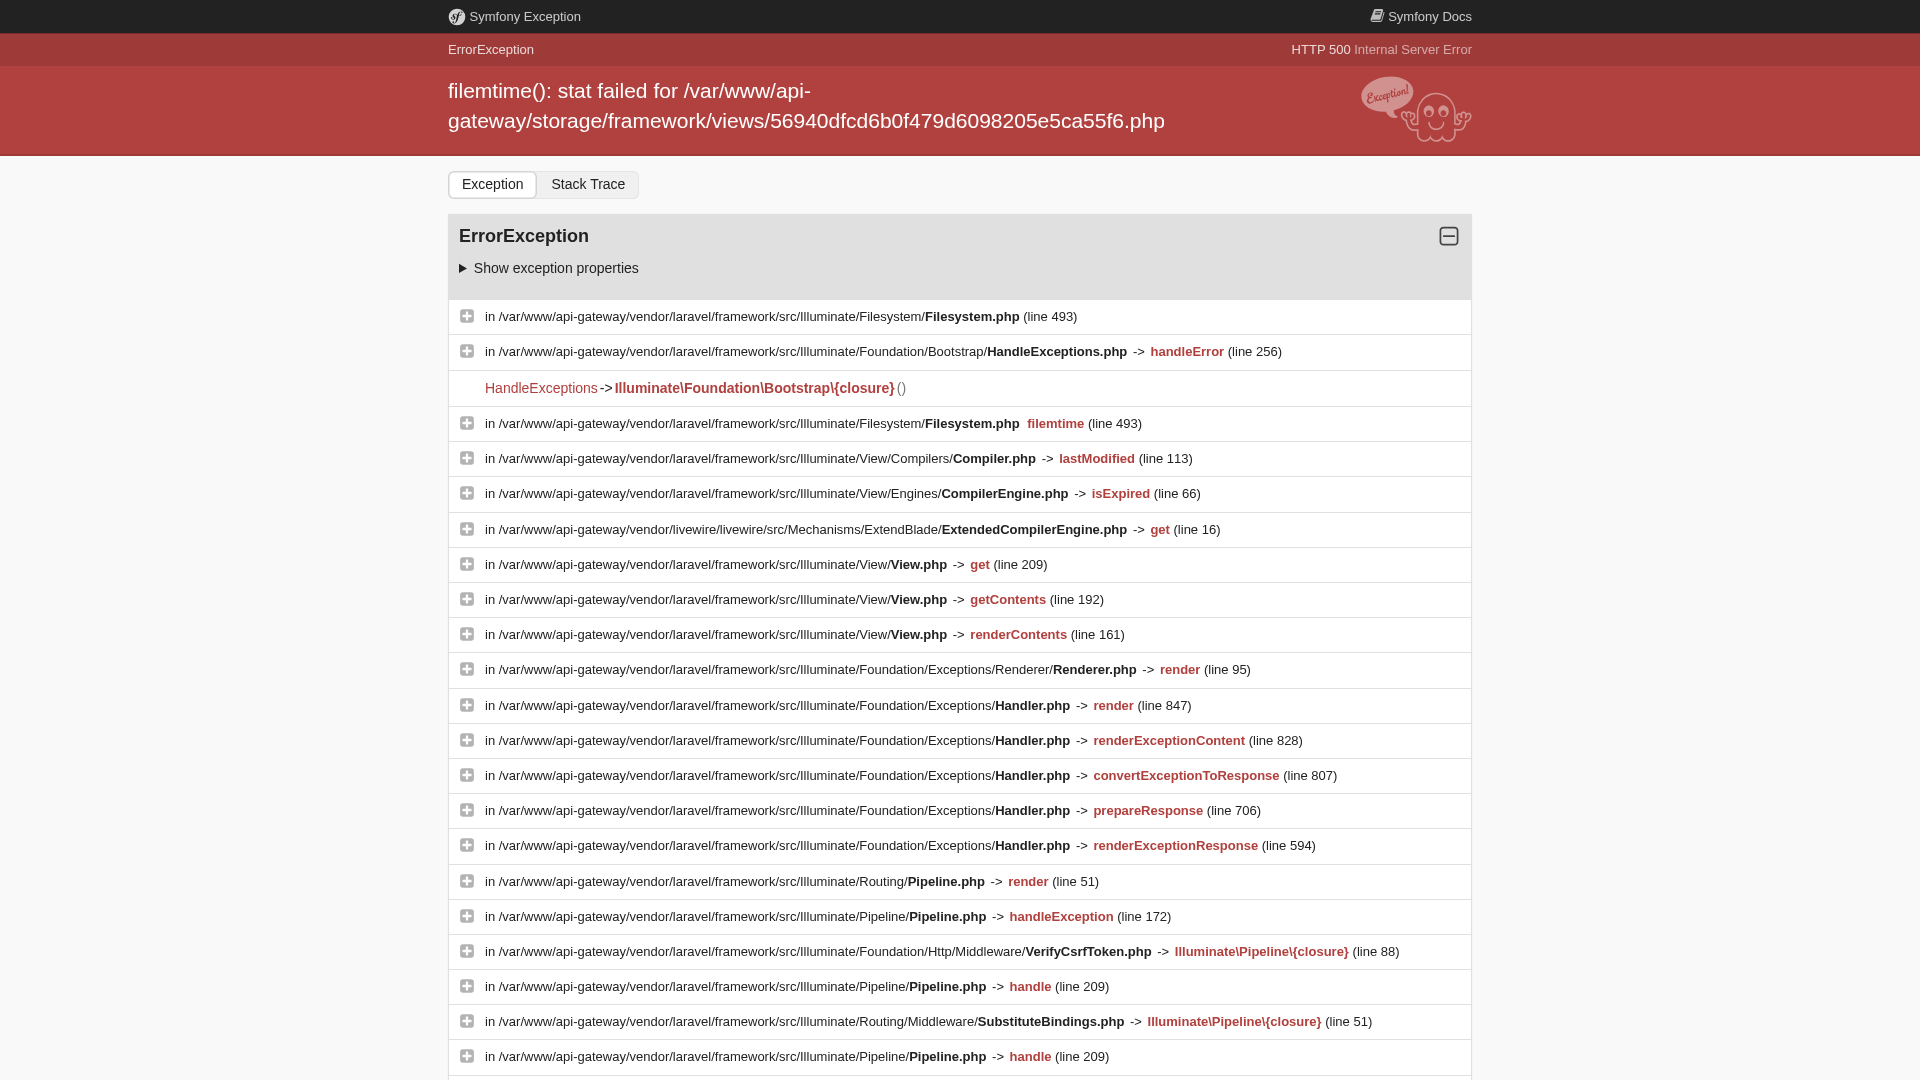 Symfony Exception
Symfony Docs
ErrorException
HTTP 500 Internal Server Error
filemtime(): stat failed for /var/www/api-
gateway/storage/framework/views/56940dfcd6b0f479d6098205e5ca55f6.php
Exception!
Exception
Stack Trace
ErrorException
Show exception properties
in /var/www/api-gateway/vendor/laravel/framework/src/Illuminate/Filesystem/Filesystem.php (line 493)
in /var/www/api-gateway/vendor/laravel/framework/src/Illuminate/Foundation/Bootstrap/HandleExceptions.php -> handleError (line 256)
HandleExceptions->Illuminate\Foundation\Bootstrap\{closure}()
in /var/www/api-gateway/vendor/laravel/framework/src/Illuminate/Filesystem/Filesystem.php filemtime (line 493)
in /var/www/api-gateway/vendor/laravel/framework/src/Illuminate/View/Compilers/Compiler.php -> lastModified (line 113)
in /var/www/api-gateway/vendor/laravel/framework/src/Illuminate/View/Engines/CompilerEngine.php -> isExpired (line 66)
in /var/www/api-gateway/vendor/livewire/livewire/src/Mechanisms/ExtendBlade/ExtendedCompilerEngine.php -> get (line 16)
in /var/www/api-gateway/vendor/laravel/framework/src/Illuminate/View/View.php -> get (line 209)
in /var/www/api-gateway/vendor/laravel/framework/src/Illuminate/View/View.php -> getContents (line 192)
in /var/www/api-gateway/vendor/laravel/framework/src/Illuminate/View/View.php -> renderContents (line 161)
in /var/www/api-gateway/vendor/laravel/framework/src/Illuminate/Foundation/Exceptions/Renderer/Renderer.php -> render (line 95)
in /var/www/api-gateway/vendor/laravel/framework/src/Illuminate/Foundation/Exceptions/Handler.php -> render (line 847)
in /var/www/api-gateway/vendor/laravel/framework/src/Illuminate/Foundation/Exceptions/Handler.php -> renderExceptionContent (line 828)
in /var/www/api-gateway/vendor/laravel/framework/src/Illuminate/Foundation/Exceptions/Handler.php -> convertExceptionToResponse (line 807)
in /var/www/api-gateway/vendor/laravel/framework/src/Illuminate/Foundation/Exceptions/Handler.php -> prepareResponse (line 706)
in /var/www/api-gateway/vendor/laravel/framework/src/Illuminate/Foundation/Exceptions/Handler.php -> renderExceptionResponse (line 594)
in /var/www/api-gateway/vendor/laravel/framework/src/Illuminate/Routing/Pipeline.php -> render (line 51)
in /var/www/api-gateway/vendor/laravel/framework/src/Illuminate/Pipeline/Pipeline.php -> handleException (line 172)
in /var/www/api-gateway/vendor/laravel/framework/src/Illuminate/Foundation/Http/Middleware/VerifyCsrfToken.php -> Illuminate\Pipeline\{closure} (line 88)
in /var/www/api-gateway/vendor/laravel/framework/src/Illuminate/Pipeline/Pipeline.php -> handle (line 209)
in /var/www/api-gateway/vendor/laravel/framework/src/Illuminate/Routing/Middleware/SubstituteBindings.php -> Illuminate\Pipeline\{closure} (line 51)
in /var/www/api-gateway/vendor/laravel/framework/src/Illuminate/Pipeline/Pipeline.php -> handle (line 209)